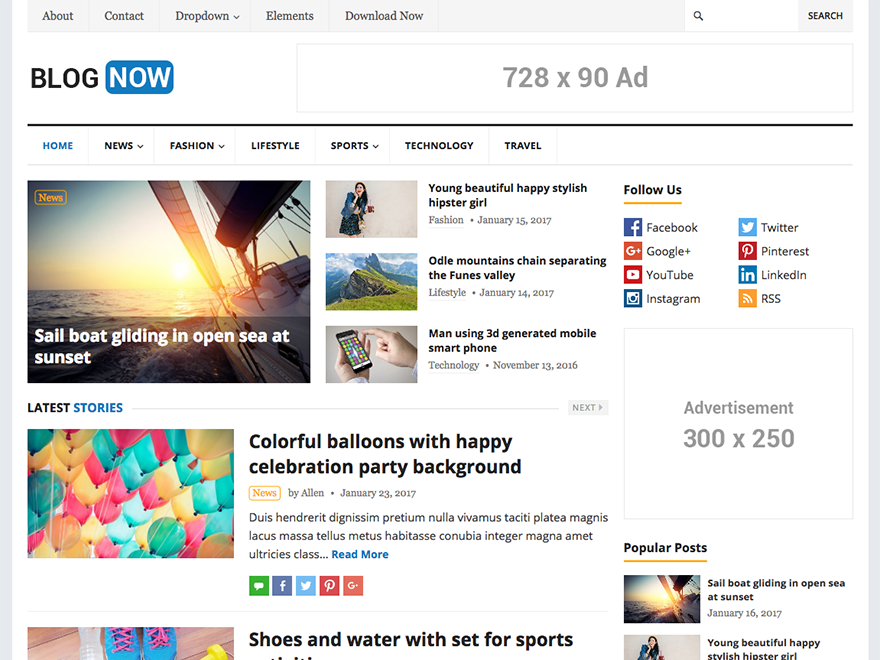 About Contact Dropdown Elements Download Now SEARCH
BLOG NOW
728 x 90 Ad
HOME NEWS FASHION LIFESTYLE SPORTS TECHNOLOGY TRAVEL
News
Sail boat gliding in open sea at
sunset
Young beautiful happy stylish
hipster girl
Fashion • January 15, 2017
Odle mountains chain separating
the Funes valley
Lifestyle • January 14, 2017
Man using 3d generated mobile
smart phone
Technology • November 13, 2016
Follow Us
Facebook Twitter
Google+ Pinterest
YouTube LinkedIn
Instagram RSS
Advertisement
300 x 250
LATEST STORIES NEXT
Colorful balloons with happy
celebration party background
News by Allen • January 23, 2017
Duis hendrerit dignissim pretium nulla vivamus taciti platea magnis
lacus massa tellus metus habitasse conubia integer magna amet
ultricies class... Read More
Shoes and water with set for sports
Popular Posts
Sail boat gliding in open sea
at sunset
January 16, 2017
Young beautiful happy
stylish hipster girl